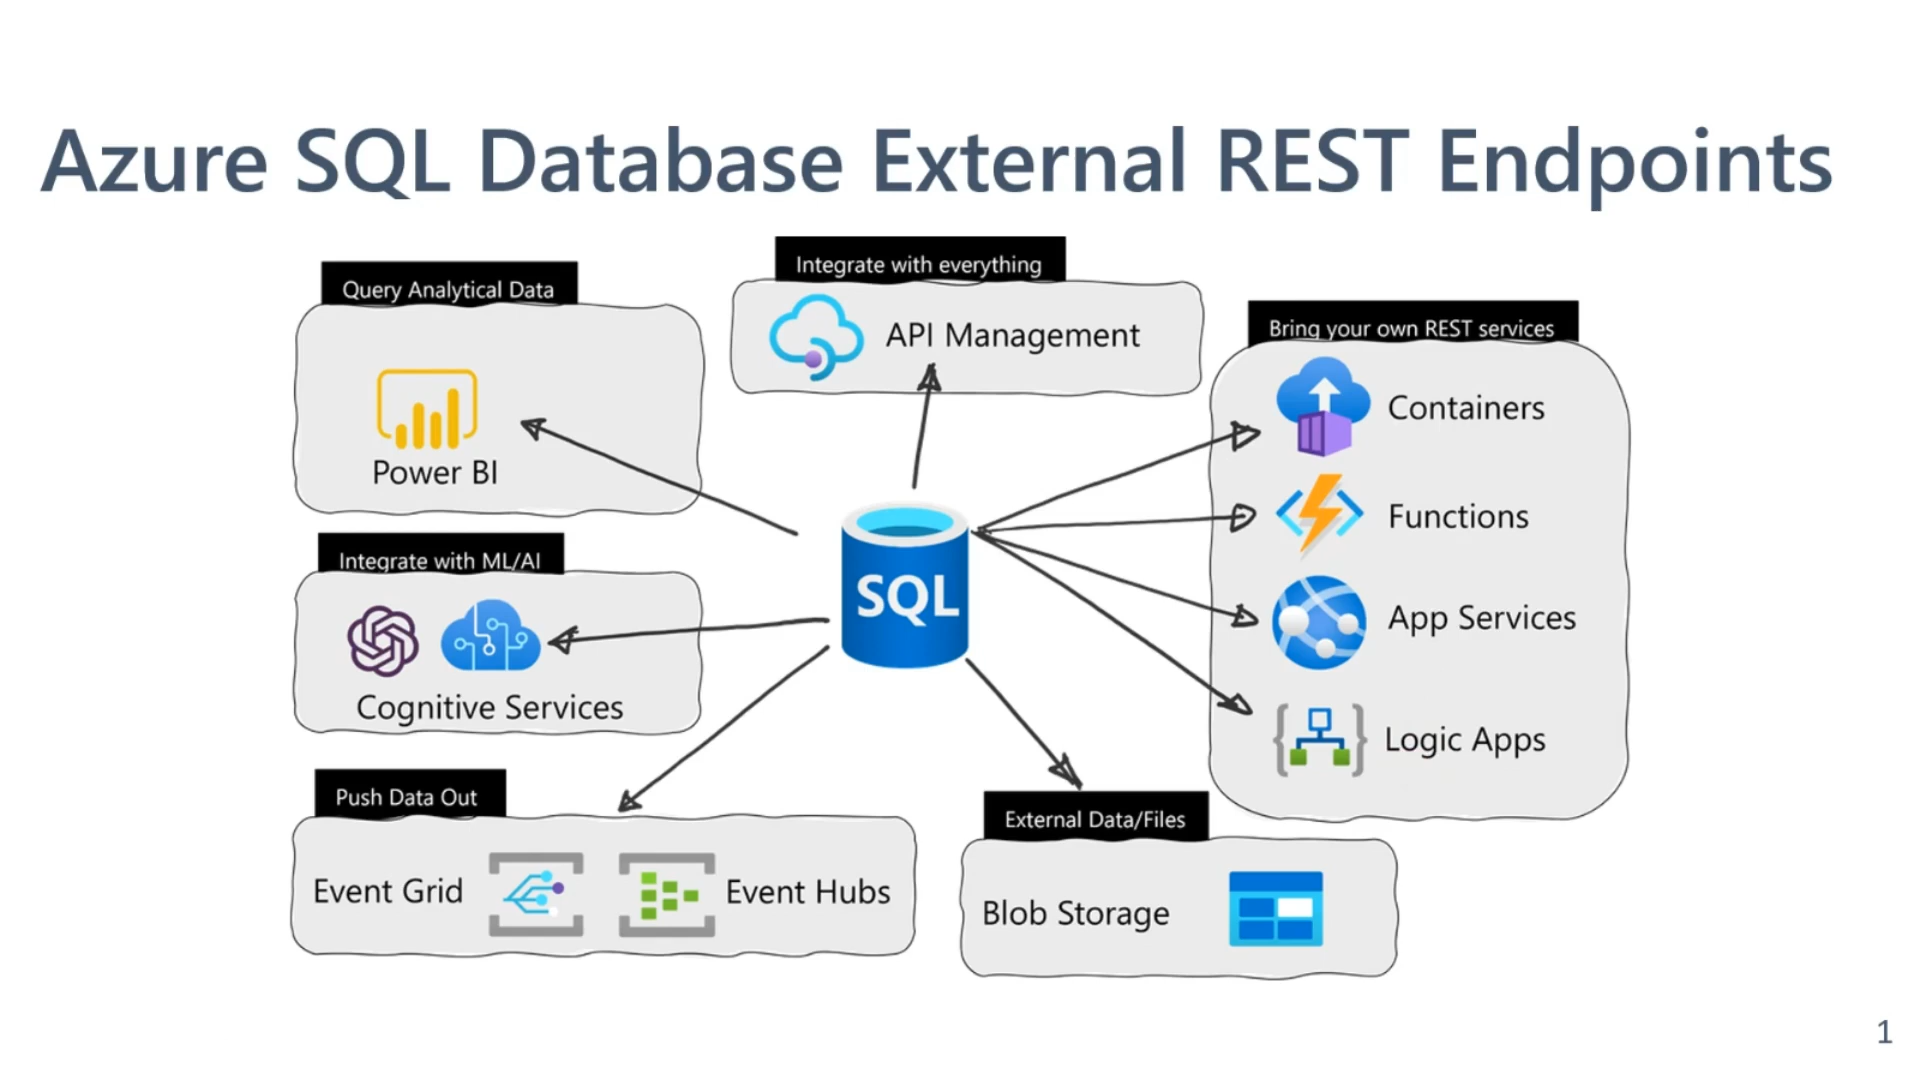 Azure SQL Database External REST Endpoints
Query Analytical Data
Power BI
Integrate with everything
API Management
Bring your own REST services
Containers
Functions
App Services
Logic Apps
SQL
Integrate with ML/AI
Cognitive Services
Push Data Out
Event Grid
Event Hubs
External Data/Files
Blob Storage
1